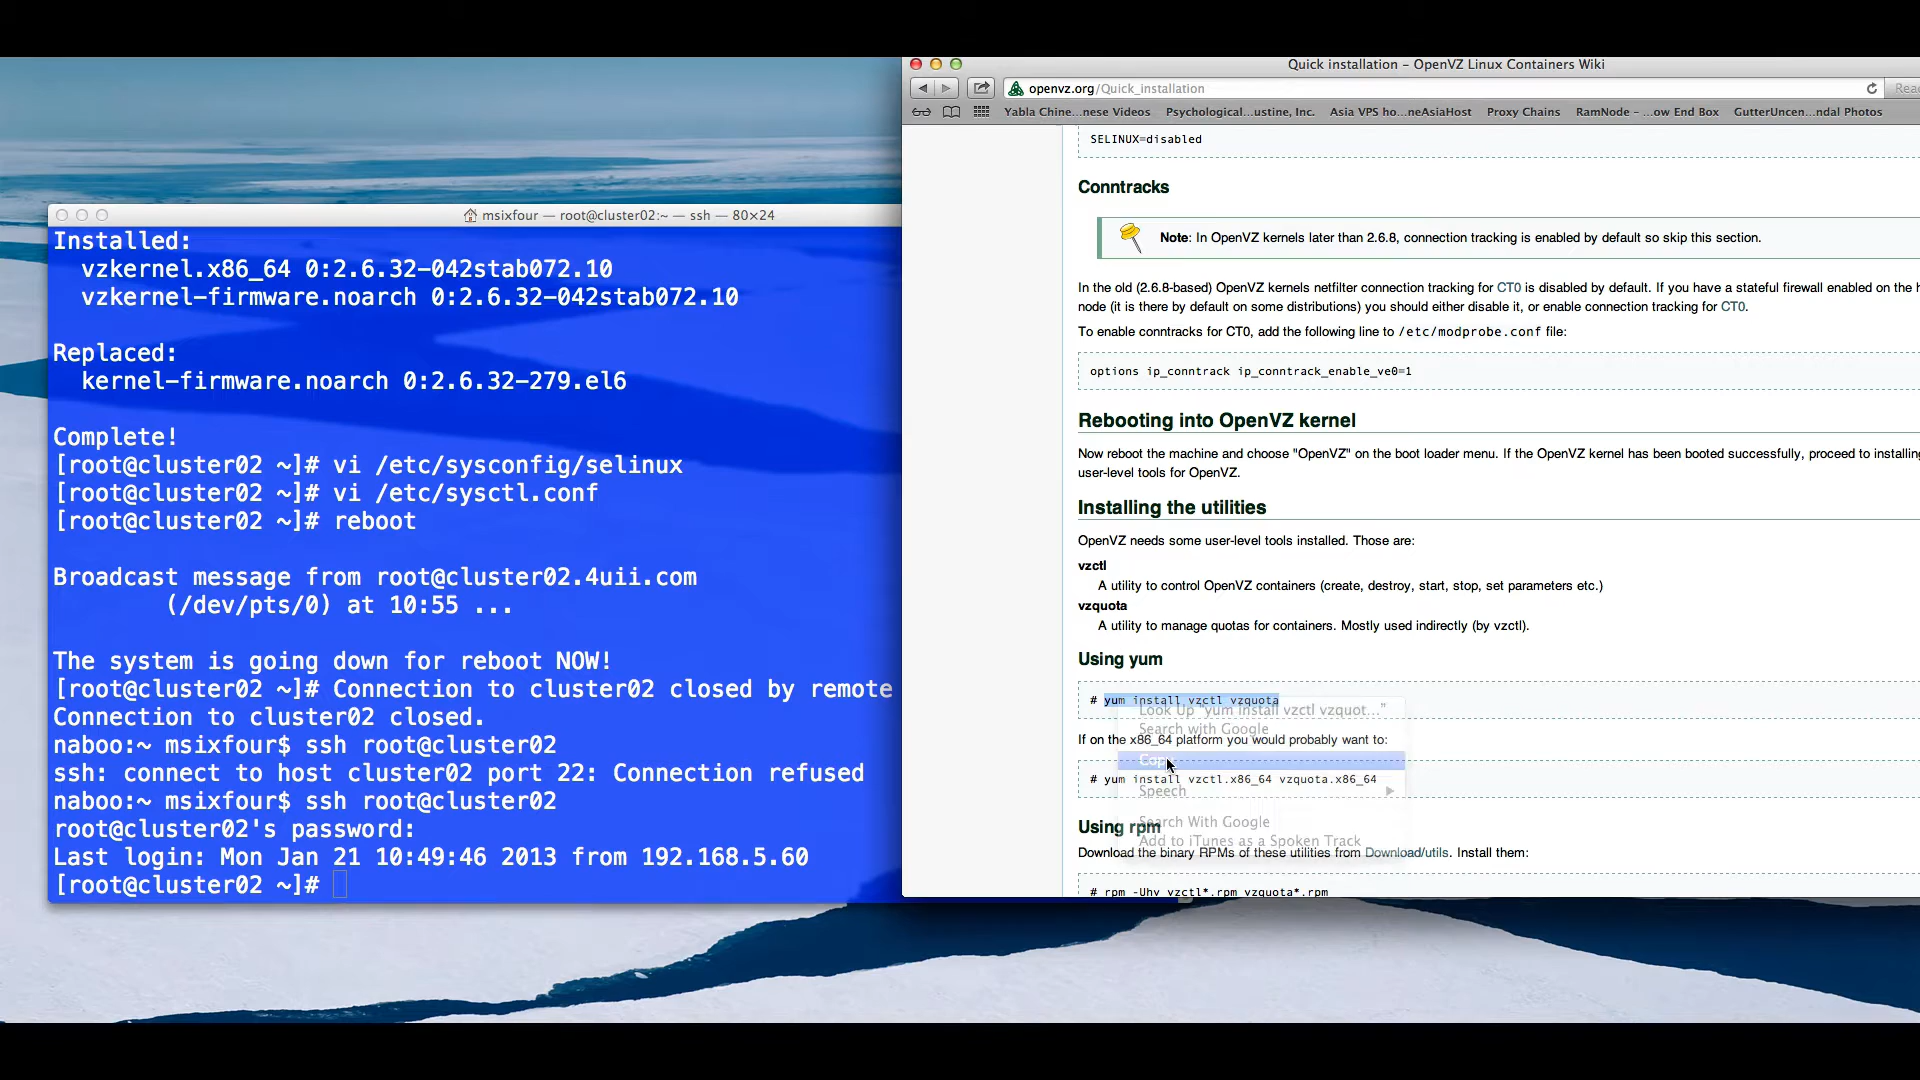 msixfour — root@cluster02:~ — ssh — 80×24
Installed:
vzkernel.x86_64 0:2.6.32-042stab072.10
vzkernel-firmware.noarch 0:2.6.32-042stab072.10
Replaced:
kernel-firmware.noarch 0:2.6.32-279.el6
Complete!
[root@cluster02 ~]# vi /etc/sysconfig/selinux
[root@cluster02 ~]# vi /etc/sysctl.conf
[root@cluster02 ~]# reboot
Broadcast message from root@cluster02.4uii.com
(/dev/pts/0) at 10:55 ...
The system is going down for reboot NOW!
[root@cluster02 ~]# Connection to cluster02 closed by remote
Connection to cluster02 closed.
naboo:~ msixfour$ ssh root@cluster02
ssh: connect to host cluster02 port 22: Connection refused
naboo:~ msixfour$ ssh root@cluster02
root@cluster02's password:
Last login: Mon Jan 21 10:49:46 2013 from 192.168.5.60
[root@cluster02 ~]#
Quick installation – OpenVZ Linux Containers Wiki
openvz.org/Quick_installation
Yabla Chine...nese Videos Psychological...ustine, Inc. Asia VPS ho...neAsiaHost Proxy Chains RamNode – ...ow End Box GutterUncen...ndal Photos
SELINUX=disabled
Conntracks
Note: In OpenVZ kernels later than 2.6.8, connection tracking is enabled by default so skip this section.
In the old (2.6.8-based) OpenVZ kernels netfilter connection tracking for CT0 is disabled by default. If you have a stateful firewall enabled on the
node (it is there by default on some distributions) you should either disable it, or enable connection tracking for CT0.
To enable conntracks for CT0, add the following line to /etc/modprobe.conf file:
options ip_conntrack ip_conntrack_enable_ve0=1
Rebooting into OpenVZ kernel
Now reboot the machine and choose "OpenVZ" on the boot loader menu. If the OpenVZ kernel has been booted successfully, proceed to installing
user-level tools for OpenVZ.
Installing the utilities
OpenVZ needs some user-level tools installed. Those are:
vzctl
A utility to control OpenVZ containers (create, destroy, start, stop, set parameters etc.)
vzquota
A utility to manage quotas for containers. Mostly used indirectly (by vzctl).
Using yum
# yum install vzctl vzquota
Look Up "yum install vzctl vzquot..."
Search with Google
If on the x86_64 platform you would probably want to:
Copy
# yum install vzctl.x86_64 vzquota.x86_64
Speech
Search With Google
Using rpm
Add to iTunes as a Spoken Track
Download the binary RPMs of these utilities from Download/utils. Install them:
# rpm -Uhv vzctl*.rpm vzquota*.rpm